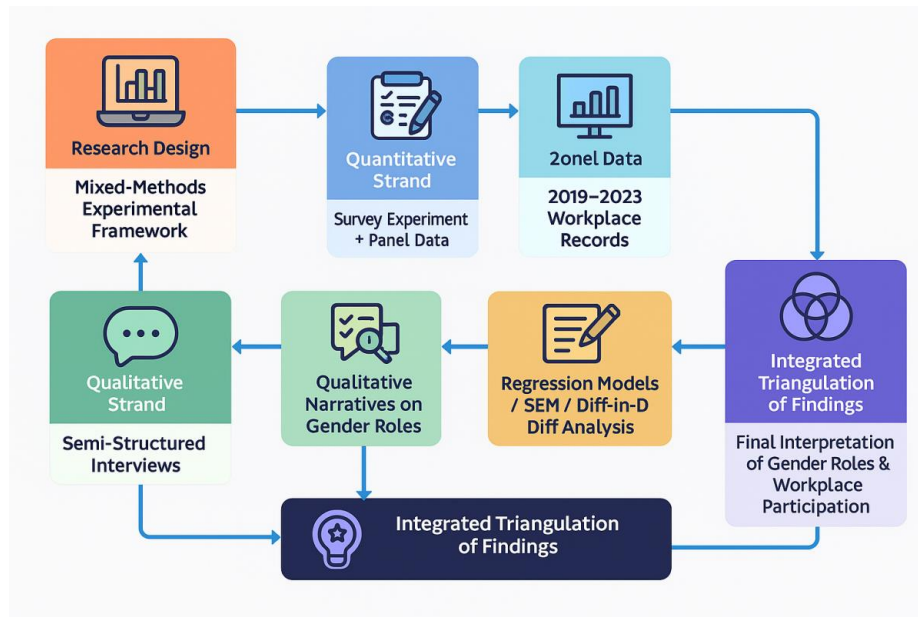 Research Design
Mixed-Methods
Experimental
Framework
Quantitative
Strand
Survey Experiment
+ Panel Data
2onel Data
2019–2023
Workplace
Records
Integrated
Triangulation
of Findings
Final Interpretation
of Gender Roles &
Workplace
Participation
Regression Models
/ SEM / Diff-in-D
Diff Analysis
Qualitative
Narratives on
Gender Roles
Qualitative
Strand
Semi-Structured
Interviews
Integrated Triangulation
of Findings